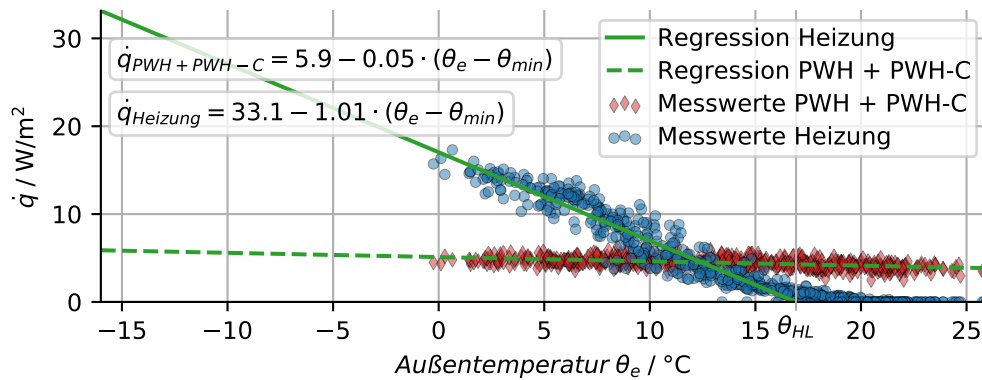 30
20
10
0
q̇ / W/m²
q̇_PWH+PWH−C = 5.9 − 0.05 · (θ_e − θ_min)
q̇_Heizung = 33.1 − 1.01 · (θ_e − θ_min)
Regression Heizung
Regression PWH + PWH-C
Messwerte PWH + PWH-C
Messwerte Heizung
−15 −10 −5 0 5 10 15 θ_HL 20 25
Außentemperatur θ_e / °C